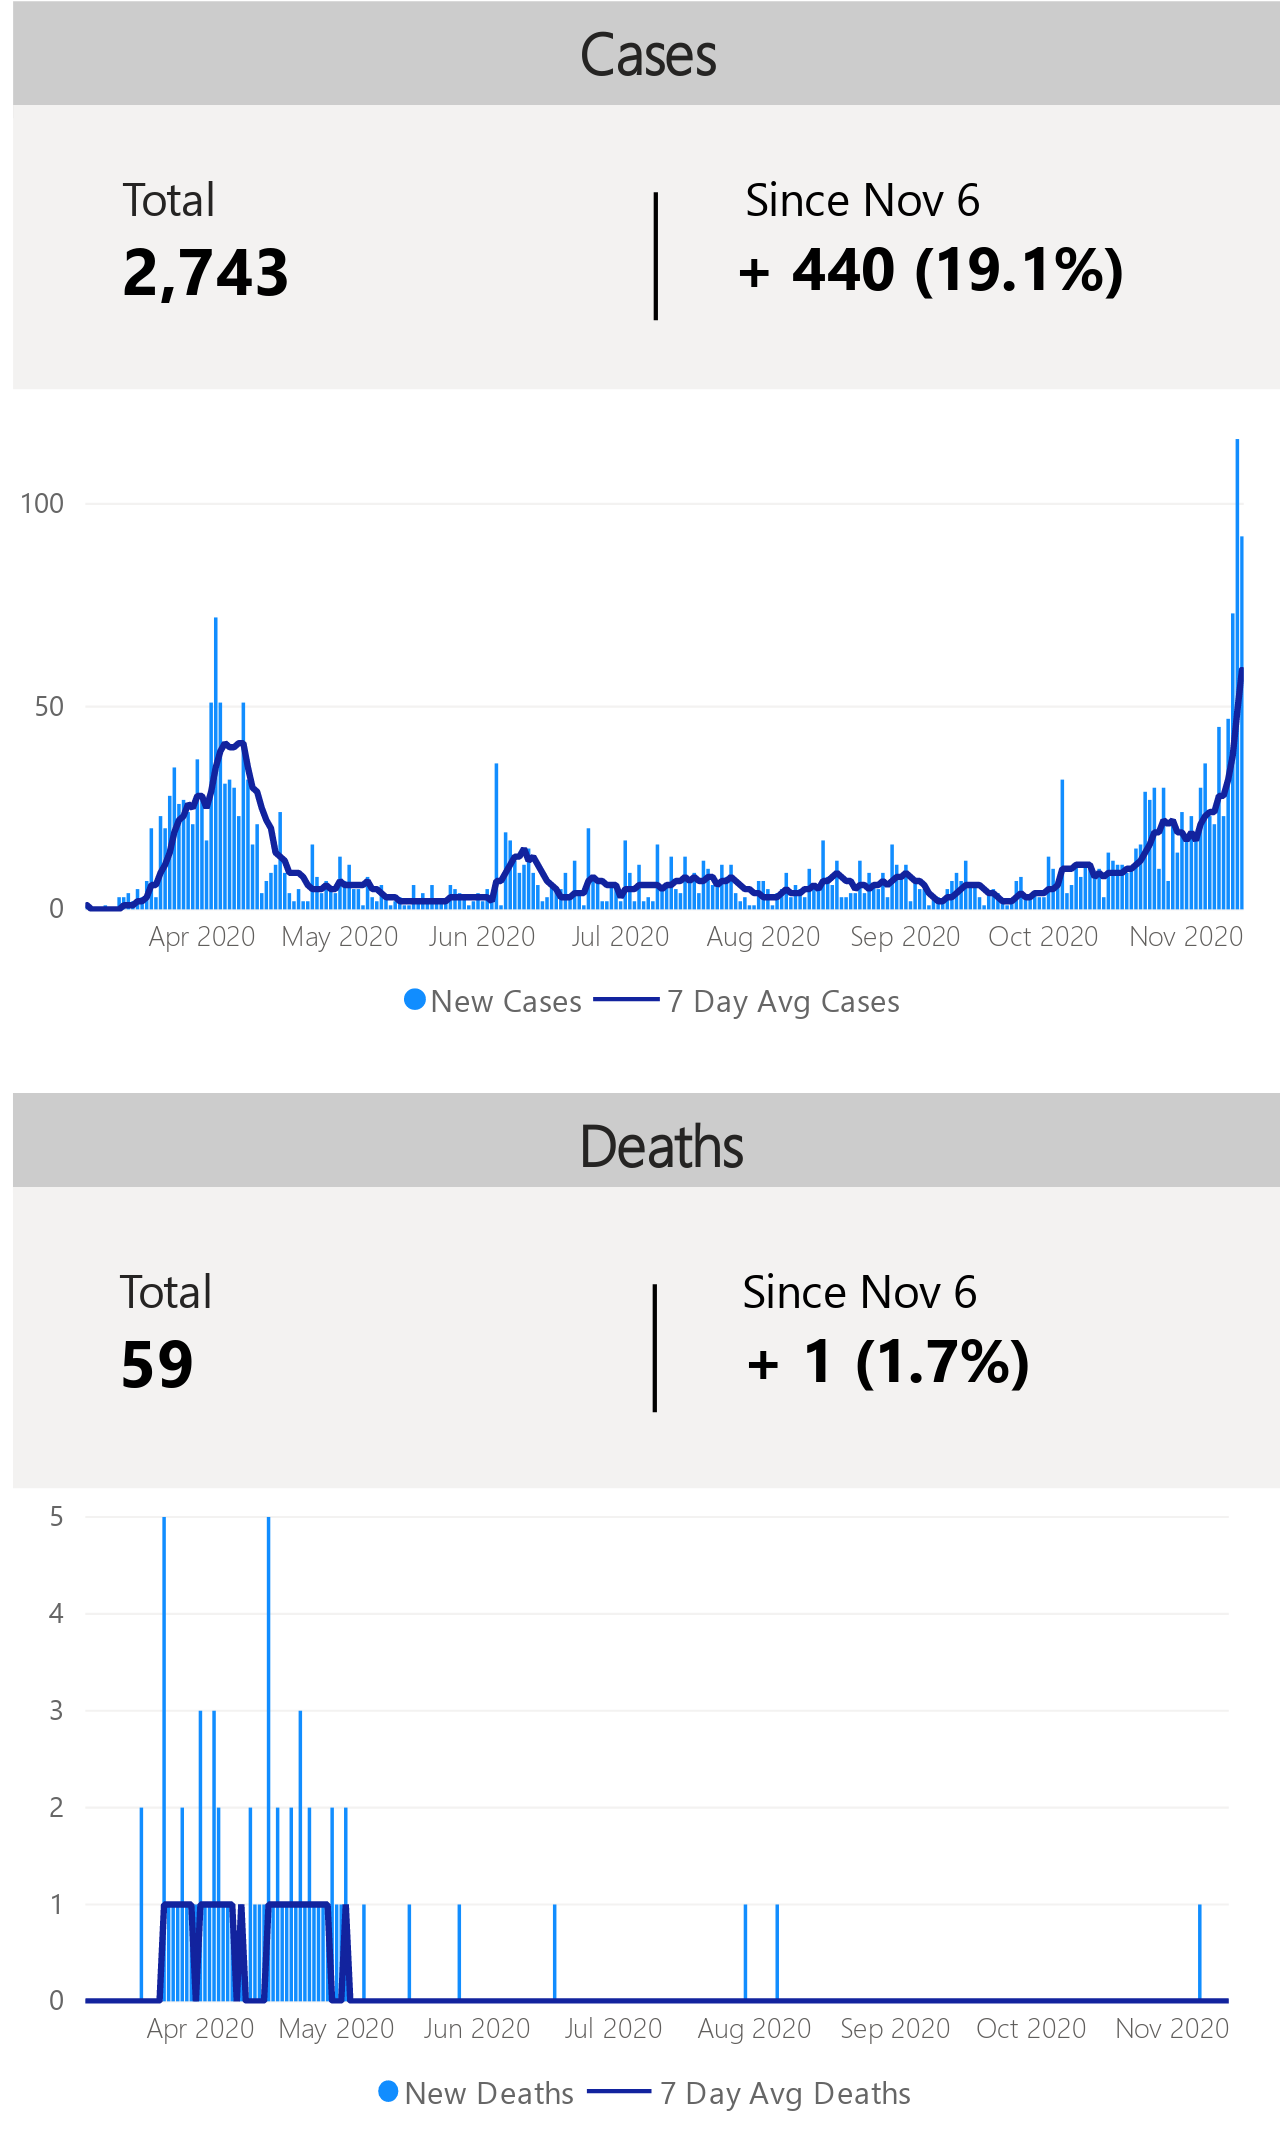 Cases
Total
Since Nov 6
2,743
+ 440 (19.1%)
100
50
0
Apr 2020 May 2020 Jun 2020 Jul 2020 Aug 2020 Sep 2020 Oct 2020 Nov 2020
New Cases 7 Day Avg Cases
Deaths
Total
Since Nov 6
59
+ 1 (1.7%)
5
4
3
2
1
0
Apr 2020 May 2020 Jun 2020 Jul 2020 Aug 2020 Sep 2020 Oct 2020 Nov 2020
New Deaths 7 Day Avg Deaths